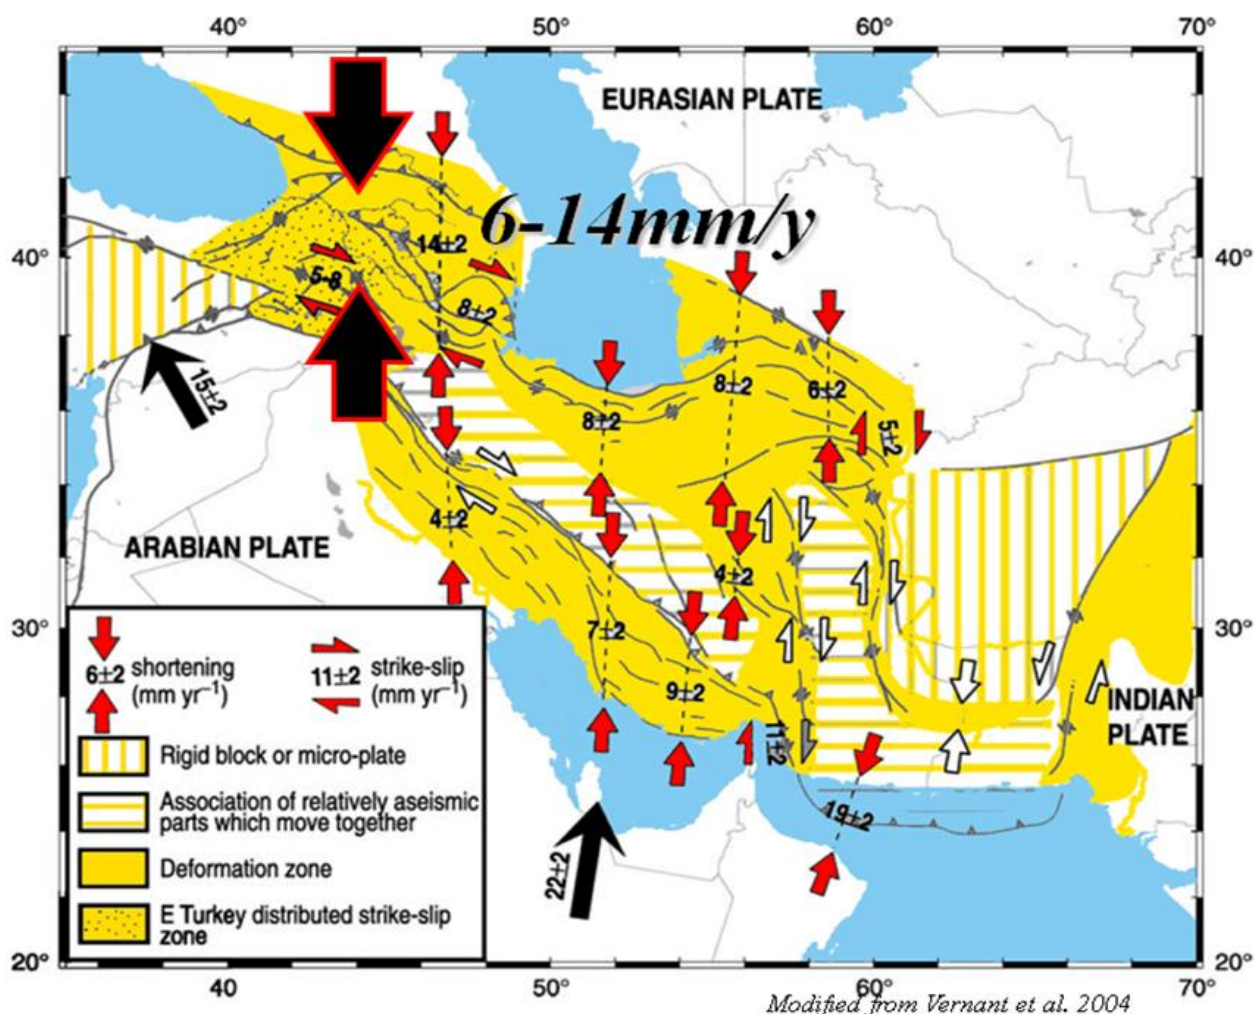 40° 50° 60° 70°
EURASIAN PLATE
6-14mm/y
14±2
40° 40°
5-8
8±2
15±2
8±2
6±2
8±2
5±2
4±2
ARABIAN PLATE
4±2
30° 30°
7±2
9±2
INDIAN
PLATE
11±2
19±2
22±2
shortening
6±2
(mm yr⁻¹)
strike-slip
11±2
(mm yr⁻¹)
Rigid block or micro-plate
Association of relatively aseismic
parts which move together
Deformation zone
E Turkey distributed strike-slip
zone
20° 20°
40° 50° 60° 70°
Modified from Vernant et al. 2004